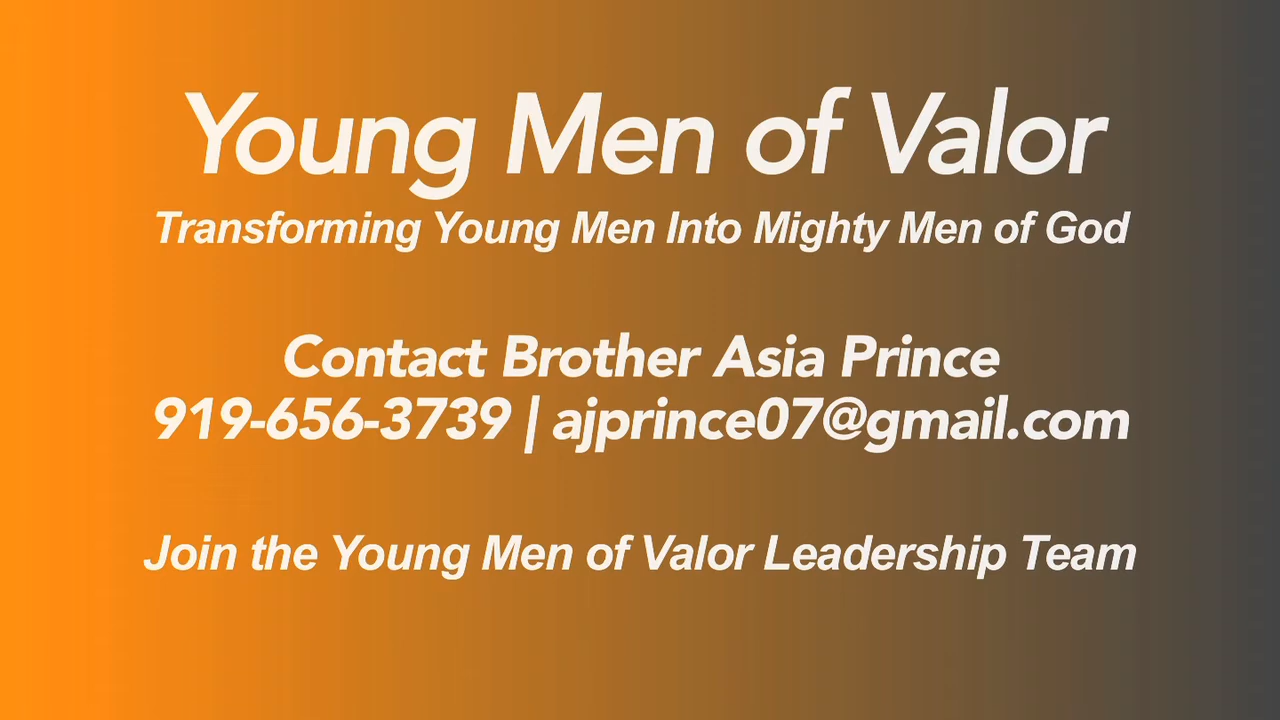 Young Men of Valor
Transforming Young Men Into Mighty Men of God
Contact Brother Asia Prince
919-656-3739 | ajprince07@gmail.com
Join the Young Men of Valor Leadership Team